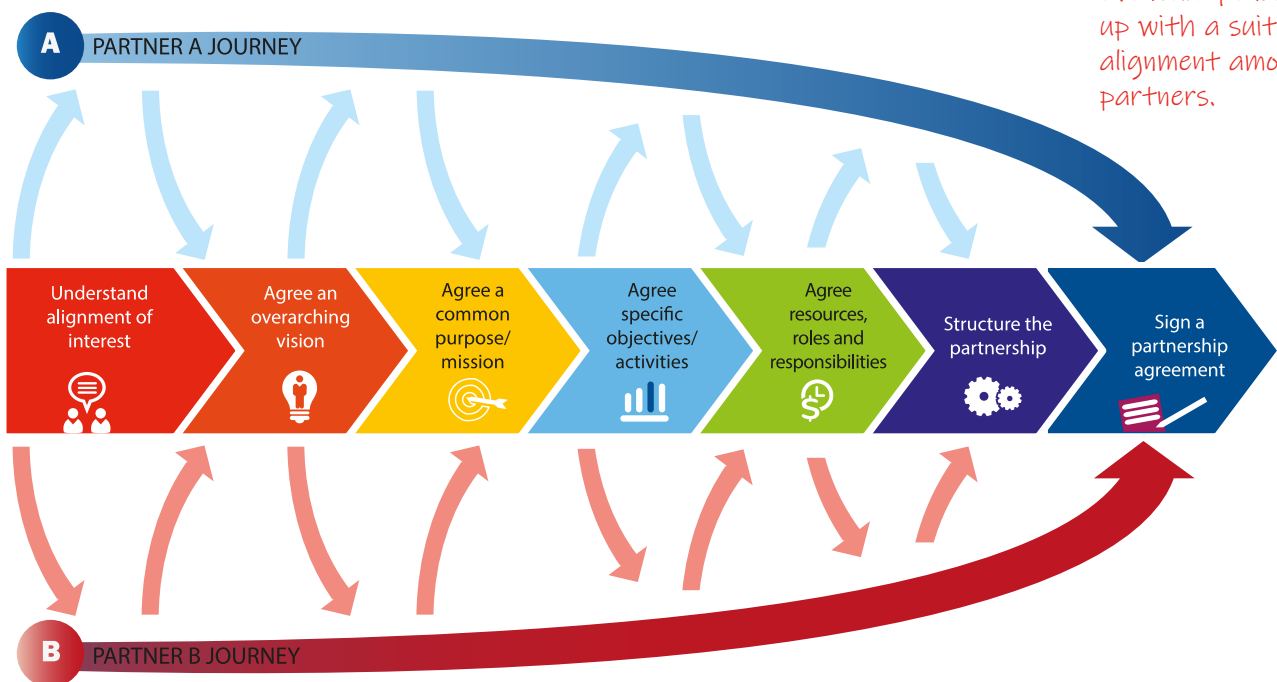 up with a suit
alignment amo
partners.
A
PARTNER A JOURNEY
Understand
alignment of
interest
Agree an
overarching
vision
Agree a
common
purpose/
mission
Agree
specific
objectives/
activities
Agree
resources,
roles and
responsibilities
Structure the
partnership
Sign a
partnership
agreement
B
PARTNER B JOURNEY